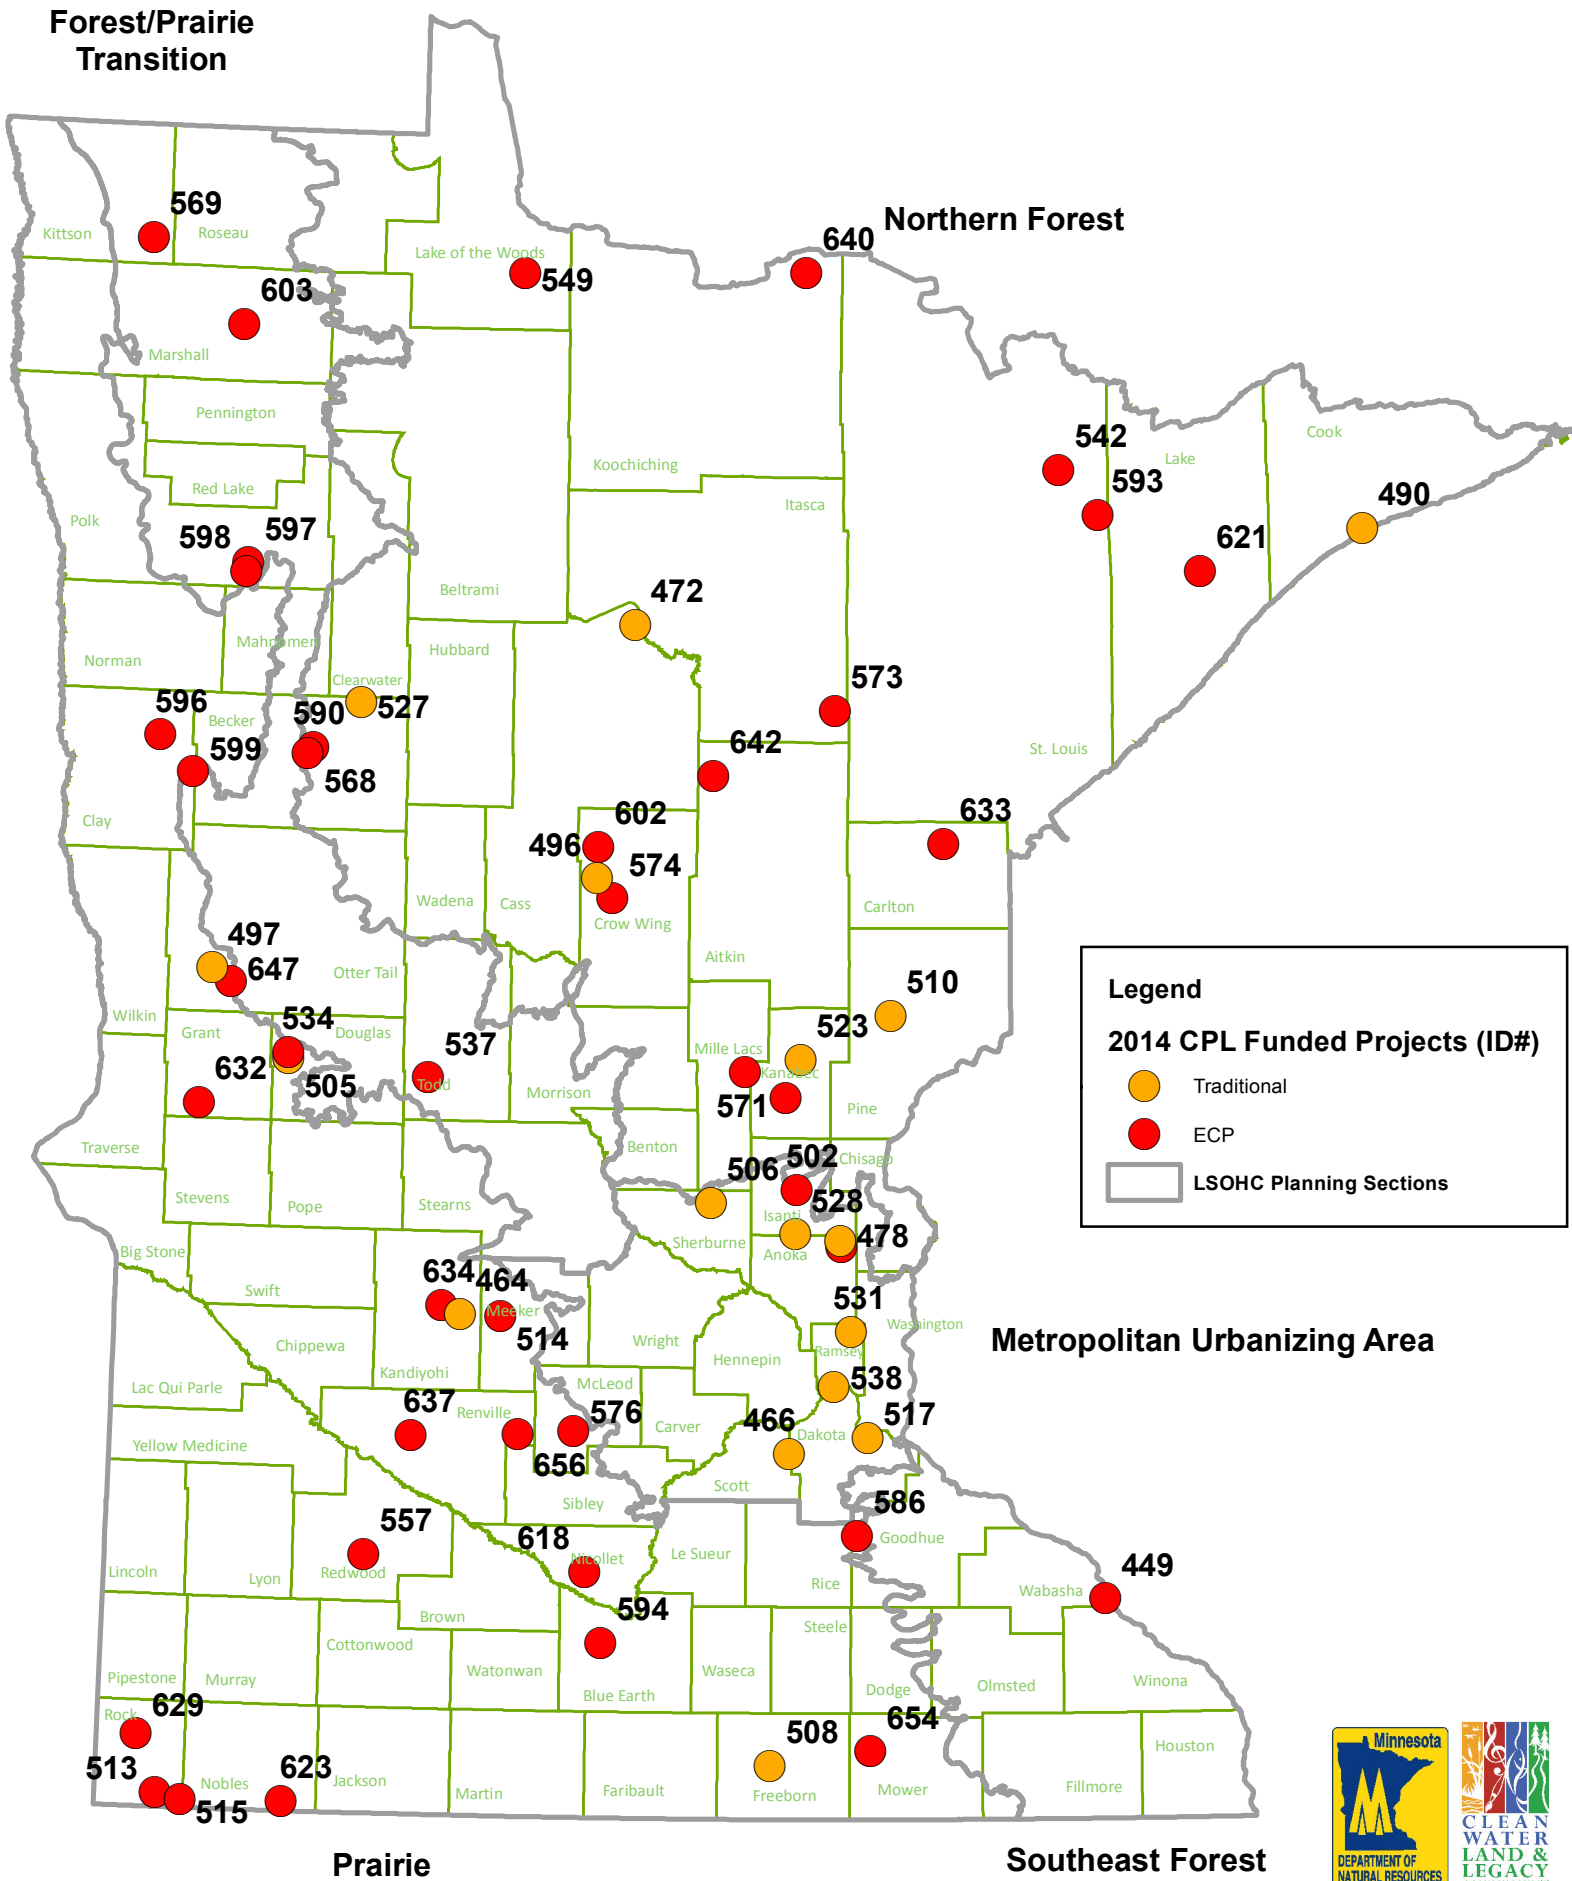 Forest/Prairie
Transition
569
Kittson
Roseau
Northern Forest
640
Lake of the Woods
549
603
Marshall
Pennington
Cook
542
Lake
Koochiching
593
Red Lake
490
Itasca
Polk
597
598
621
Beltrami
472
Mahnomen
Hubbard
Norman
Clearwater
573
596
590
527
Becker
599
642
St. Louis
568
602
633
Clay
496
574
Wadena
Cass
Carlton
Crow Wing
497
Aitkin
647
Otter Tail
510
Legend
Wilkin
534
Grant
Douglas
523
2014 CPL Funded Projects (ID#)
537
Mille Lacs
632
Kanabec
505
Todd
Traditional
Morrison
571
Pine
ECP
Traverse
Benton
502
Chisago
506
LSOHC Planning Sections
Stevens
Pope
Stearns
528
Isanti
478
Sherburne
Anoka
Big Stone
634
464
Swift
531
Meeker
Washington
514
Wright
Metropolitan Urbanizing Area
Chippewa
Hennepin
Ramsey
Kandiyohi
538
Lac Qui Parle
McLeod
637
576
517
Renville
466
Carver
Dakota
Yellow Medicine
656
Scott
Sibley
586
557
618
Goodhue
Le Sueur
Nicollet
449
Lincoln
Lyon
Redwood
Rice
Wabasha
594
Brown
Steele
Cottonwood
Pipestone
Murray
Watonwan
Waseca
Winona
Blue Earth
Dodge
Olmsted
629
Rock
654
508
Minnesota
513
Houston
623
Nobles
Jackson
Martin
Faribault
Freeborn
Mower
Fillmore
515
CLEAN
WATER
LAND &
LEGACY
DEPARTMENT OF
NATURAL RESOURCES
Prairie
Southeast Forest